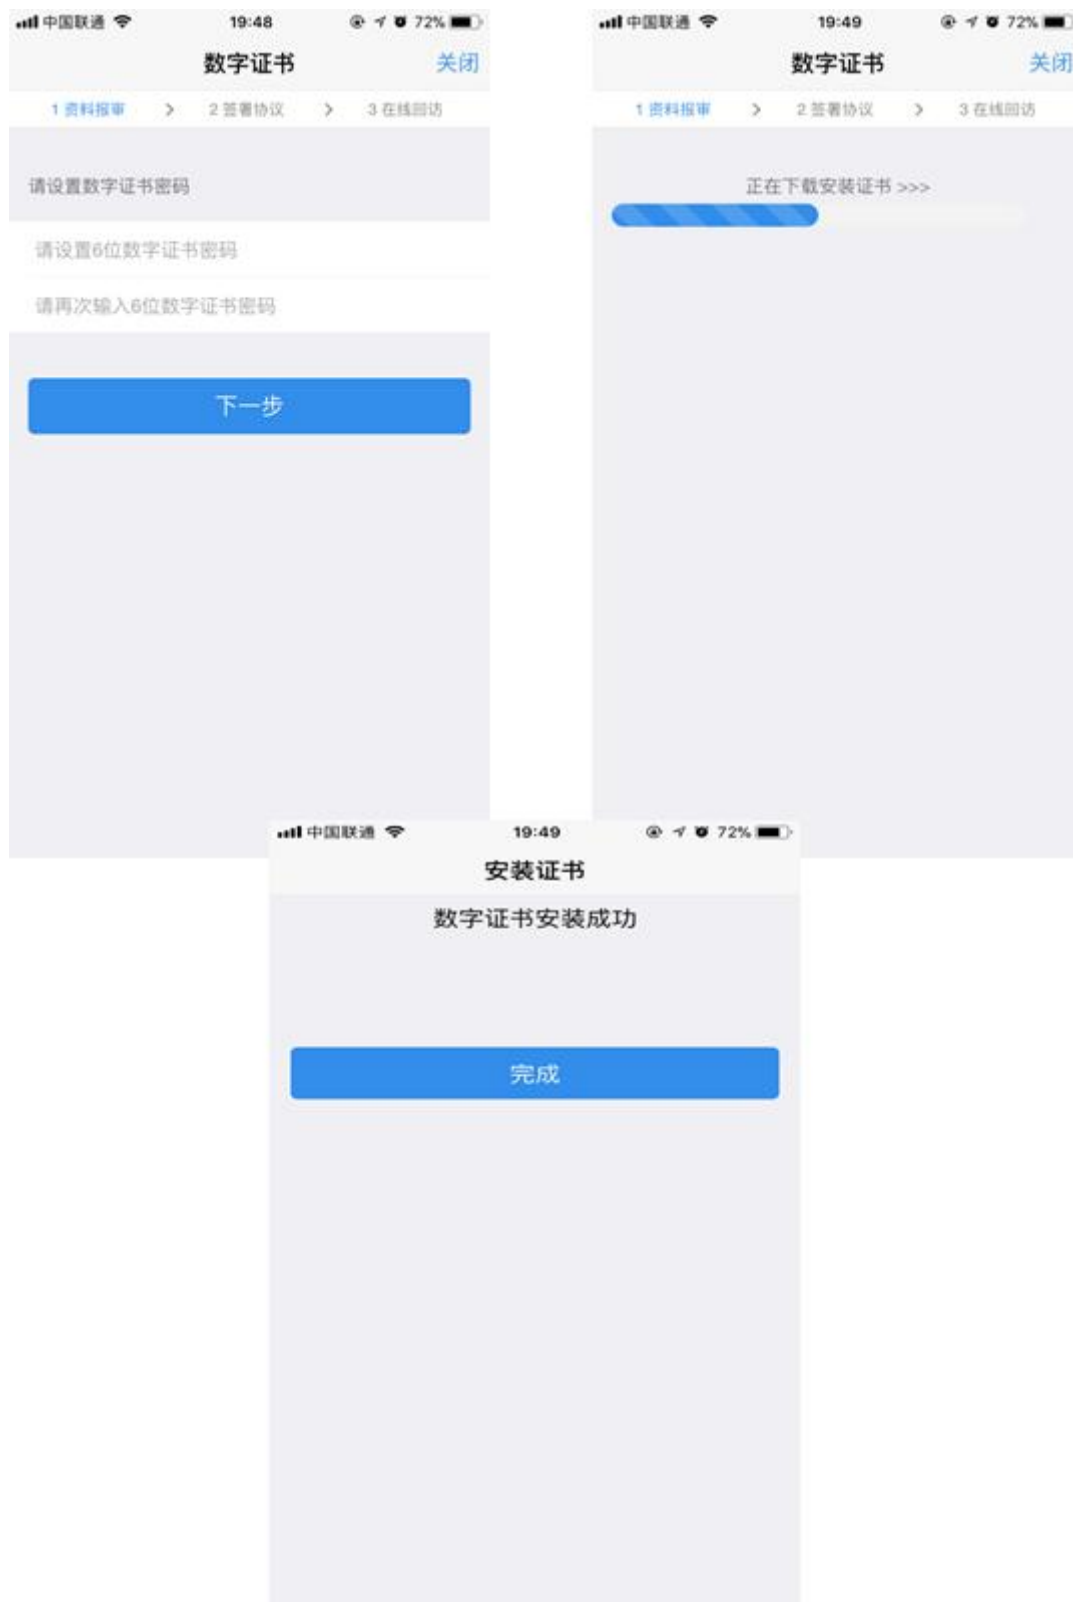 中国联通 19:48 72%
数字证书 关闭
1 资料报审 > 2 签署协议 > 3 在线回访
请设置数字证书密码
请设置6位数字证书密码
请再次输入6位数字证书密码
下一步
中国联通 19:49 72%
数字证书 关闭
1 资料报审 > 2 签署协议 > 3 在线回访
正在下载安装证书 >>>
中国联通 19:49 72%
安装证书
数字证书安装成功
完成